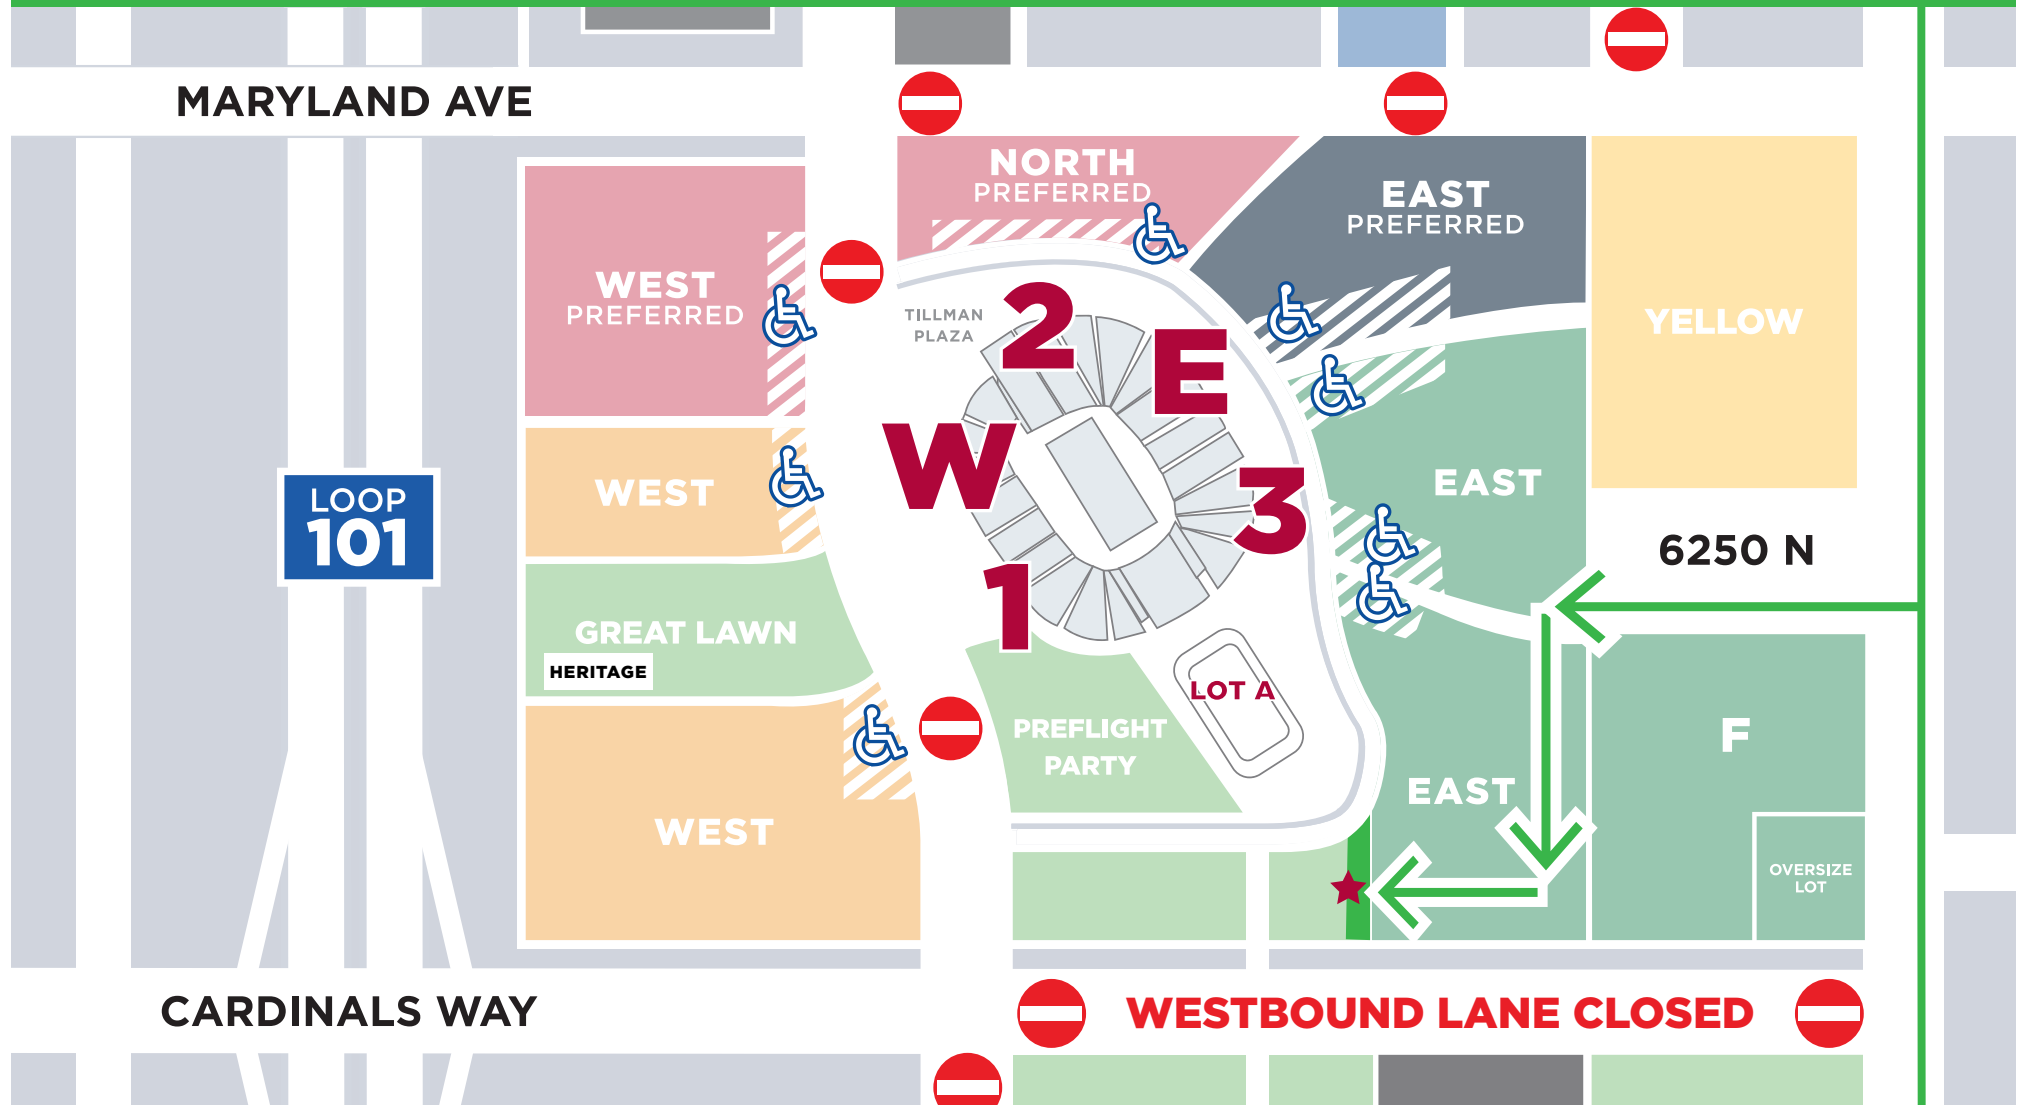 MARYLAND AVE
NORTH
PREFERRED
EAST
PREFERRED
WEST
PREFERRED
TILLMAN
PLAZA
2
E
YELLOW
W
WEST
3
EAST
LOOP
101
6250 N
1
GREAT LAWN
HERITAGE
LOT A
PREFLIGHT
PARTY
F
EAST
WEST
OVERSIZE
LOT
CARDINALS WAY
WESTBOUND LANE CLOSED